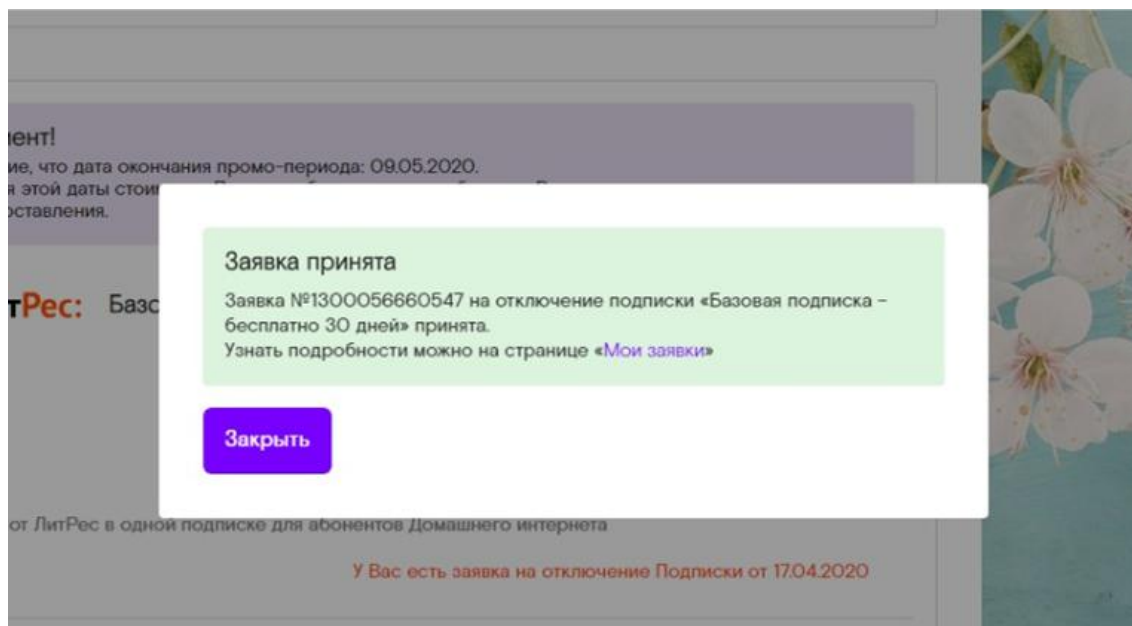 ент!
ие, что дата окончания промо-периода: 09.05.2020.
я этой даты стои
оставления.
Заявка принята
Заявка №1300056660547 на отключение подписки «Базовая подписка –
бесплатно 30 дней» принята.
Узнать подробности можно на странице «Мои заявки»
тРес: Базо
Закрыть
от ЛитРес в одной подписке для абонентов Домашнего интернета
У Вас есть заявка на отключение Подписки от 17.04.2020